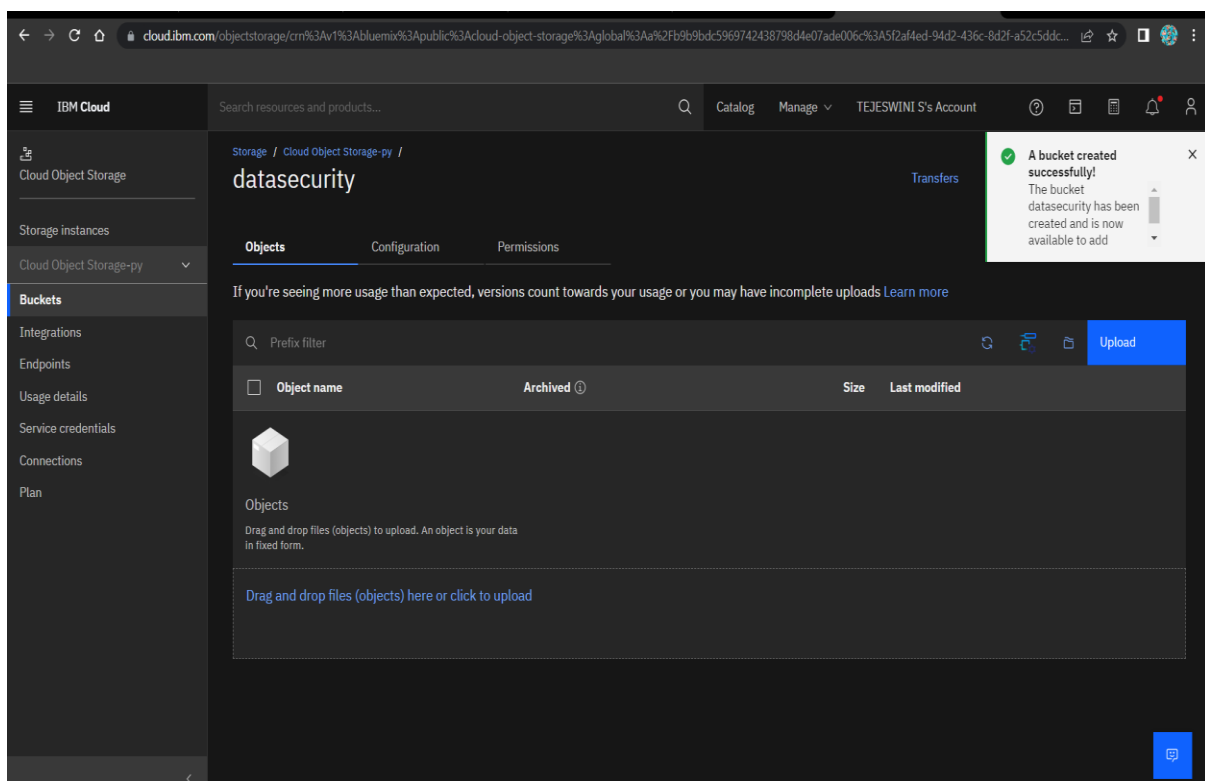 cloud.ibm.com/objectstorage/crn%3Av1%3Abluemix%3Apublic%3Acloud-object-storage%3Aglobal%3Aa%2Fb9b9bdc5969742438798d4e07ade006c%3A5f2af4ed-94d2-436c-8d2f-a52c5ddc...
IBM Cloud
Search resources and products...
Catalog
Manage
TEJESWINI S's Account
Cloud Object Storage
Storage instances
Cloud Object Storage-py
Buckets
Integrations
Endpoints
Usage details
Service credentials
Connections
Plan
Storage / Cloud Object Storage-py /
datasecurity
Transfers
A bucket created
successfully!
The bucket
datasecurity has been
created and is now
available to add
Objects
Configuration
Permissions
If you're seeing more usage than expected, versions count towards your usage or you may have incomplete uploads Learn more
Prefix filter
Upload
Object name
Archived
Size
Last modified
Objects
Drag and drop files (objects) to upload. An object is your data
in fixed form.
Drag and drop files (objects) here or click to upload